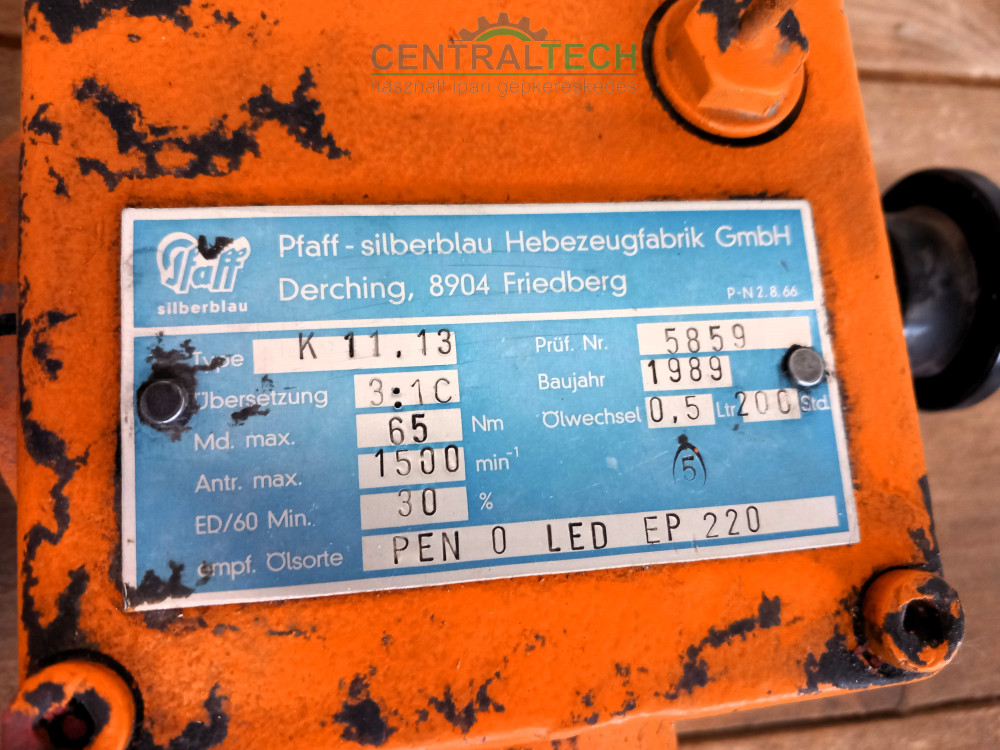 CENTRALTECH
használt ipari gépkereskedés
Pfaff
silberblau
Pfaff - silberblau Hebezeugfabrik GmbH
Derching, 8904 Friedberg
P-N 2.8.66
Type K 11.13
Übersetzung 3:1C
Md. max. 65 Nm
Antr. max. 1500 min⁻¹
ED/60 Min. 30 %
empf. Ölsorte PEN 0 LED EP 220
Prüf. Nr. 5859
Baujahr 1989
Ölwechsel 0,5 Ltr 200 Std.
5